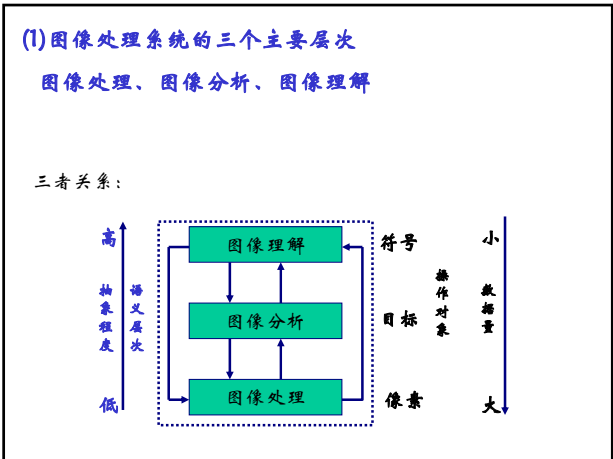 (1)图像处理系统的三个主要层次
图像处理、图像分析、图像理解
三者关系：
高
抽象程度
语义层次
低
图像理解
图像分析
图像处理
符号
目标
像素
操作对象
小
数据量
大